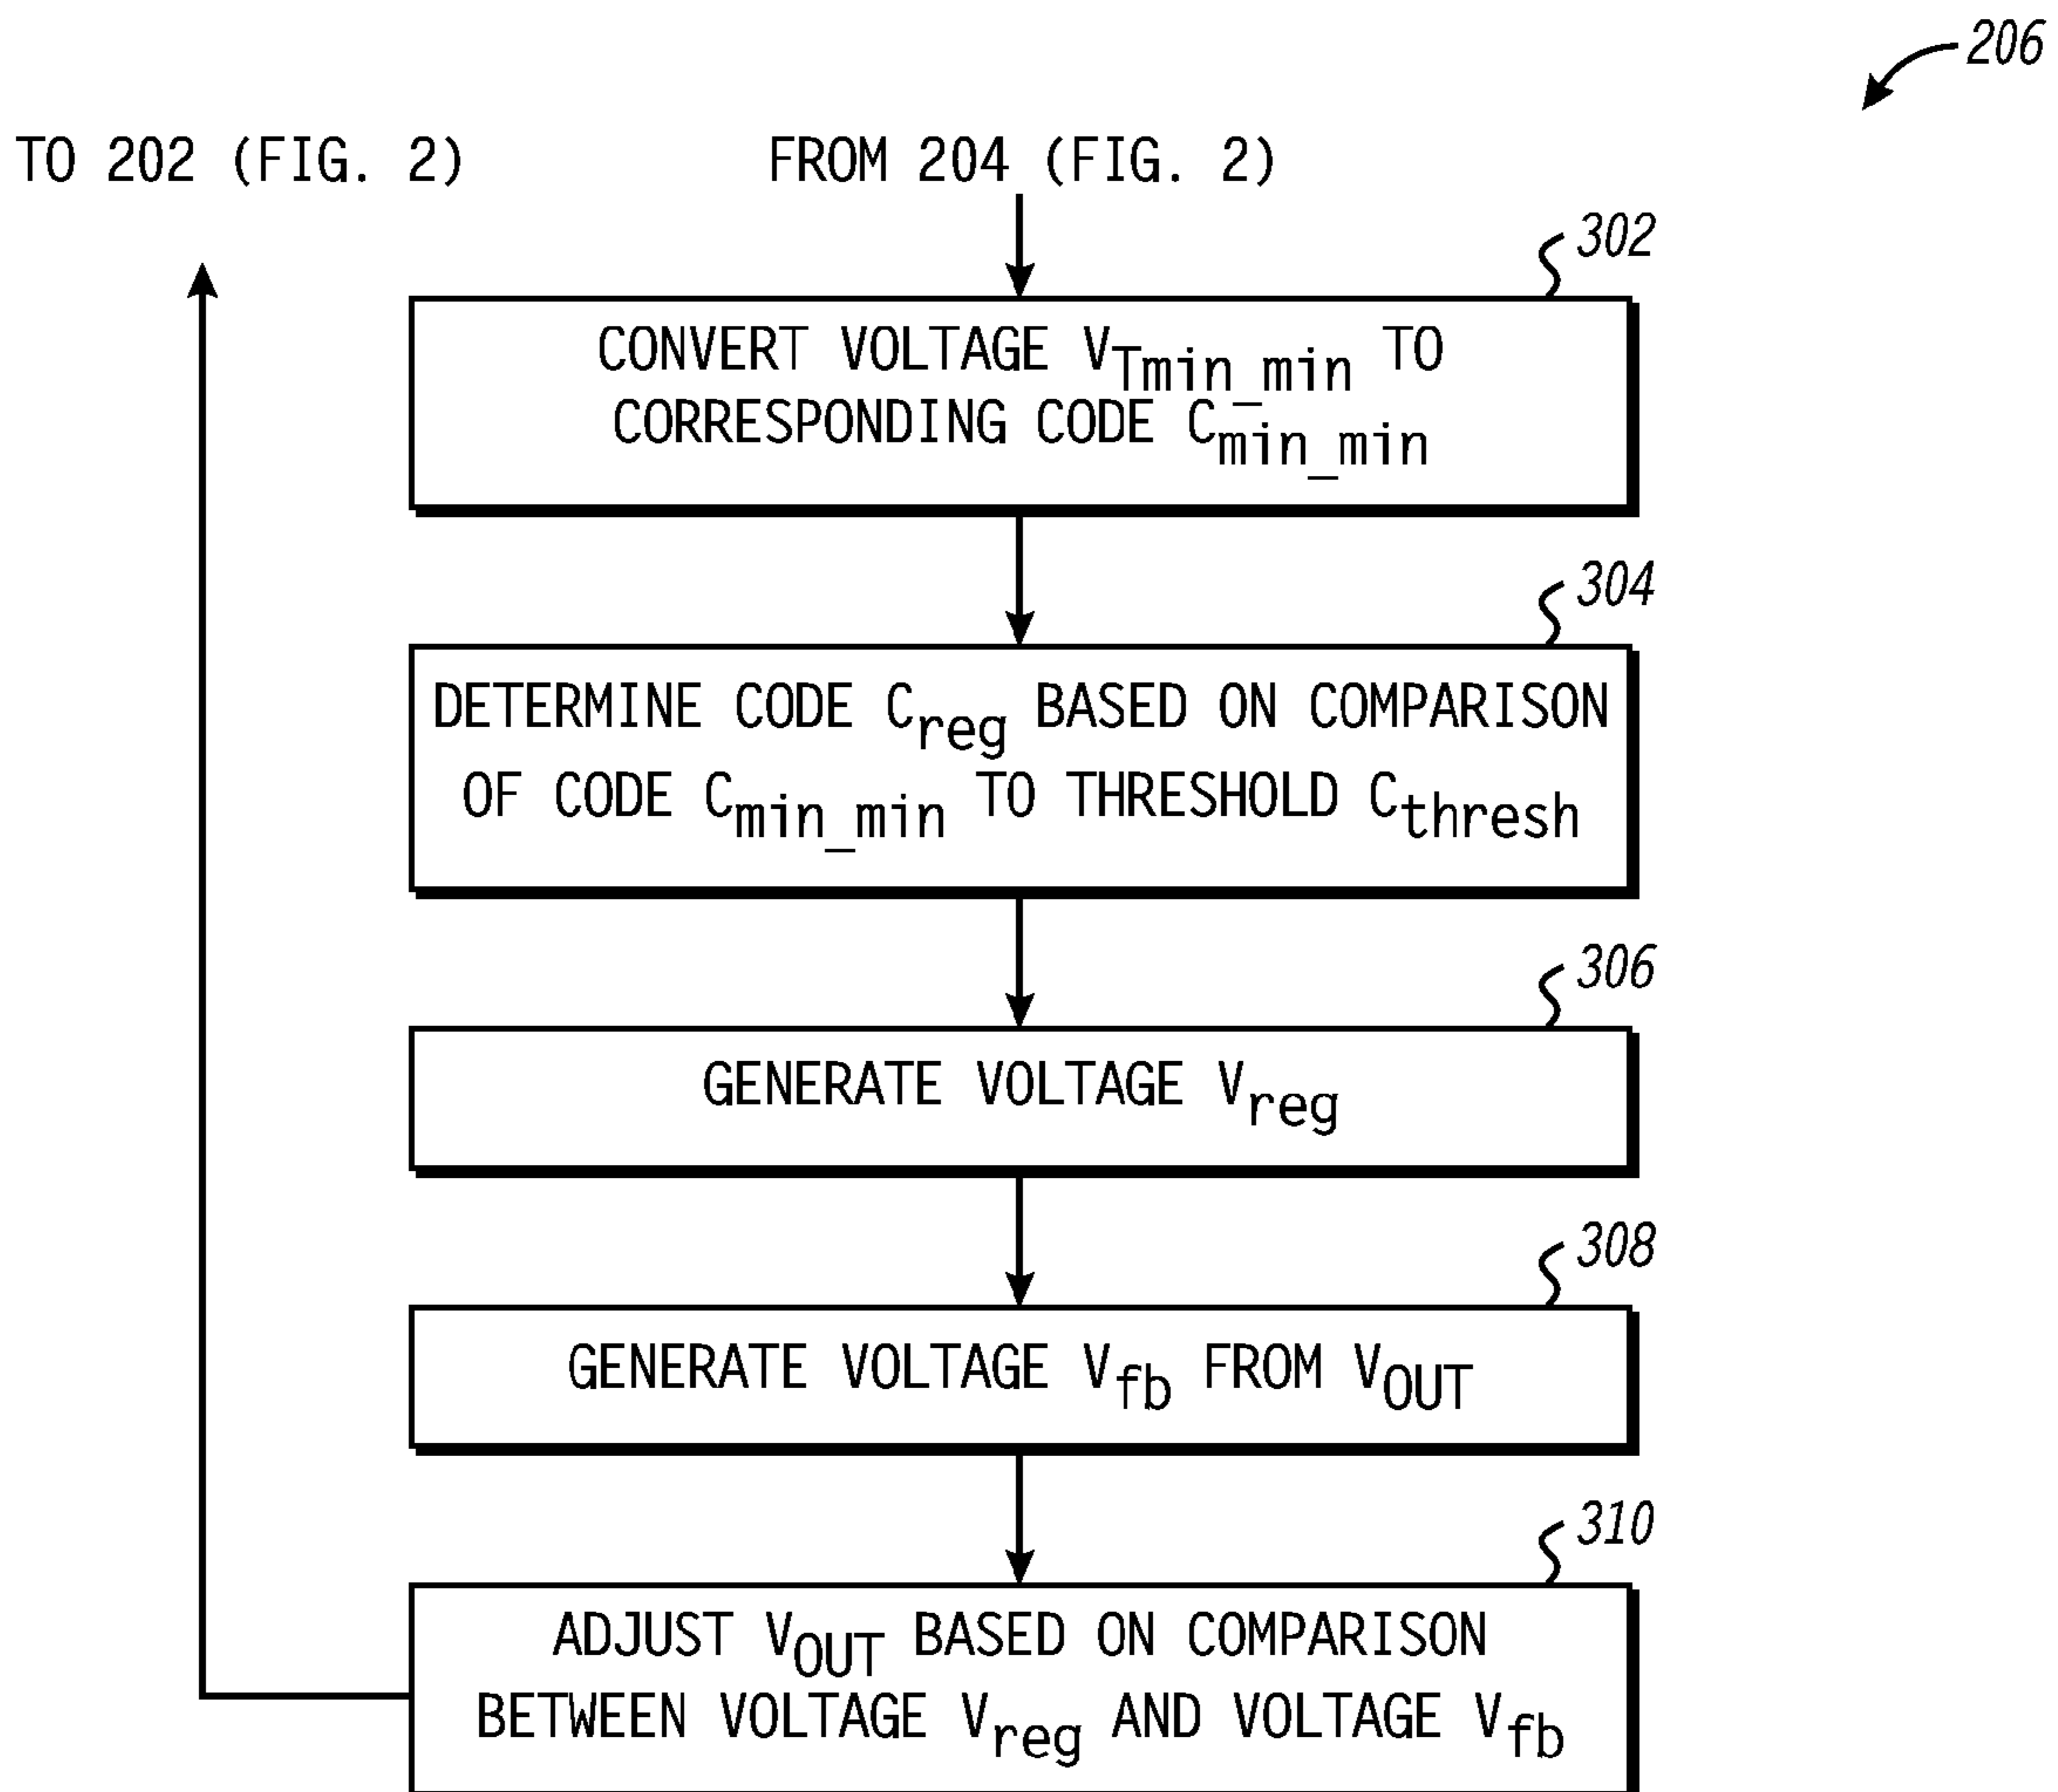 206
TO 202 (FIG. 2)
FROM 204 (FIG. 2)
302
CONVERT VOLTAGE VTmin_min TO
CORRESPONDING CODE Cmin_min
304
DETERMINE CODE Creg BASED ON COMPARISON
OF CODE Cmin_min TO THRESHOLD Cthresh
306
GENERATE VOLTAGE Vreg
308
GENERATE VOLTAGE Vfb FROM VOUT
310
ADJUST VOUT BASED ON COMPARISON
BETWEEN VOLTAGE Vreg AND VOLTAGE Vfb